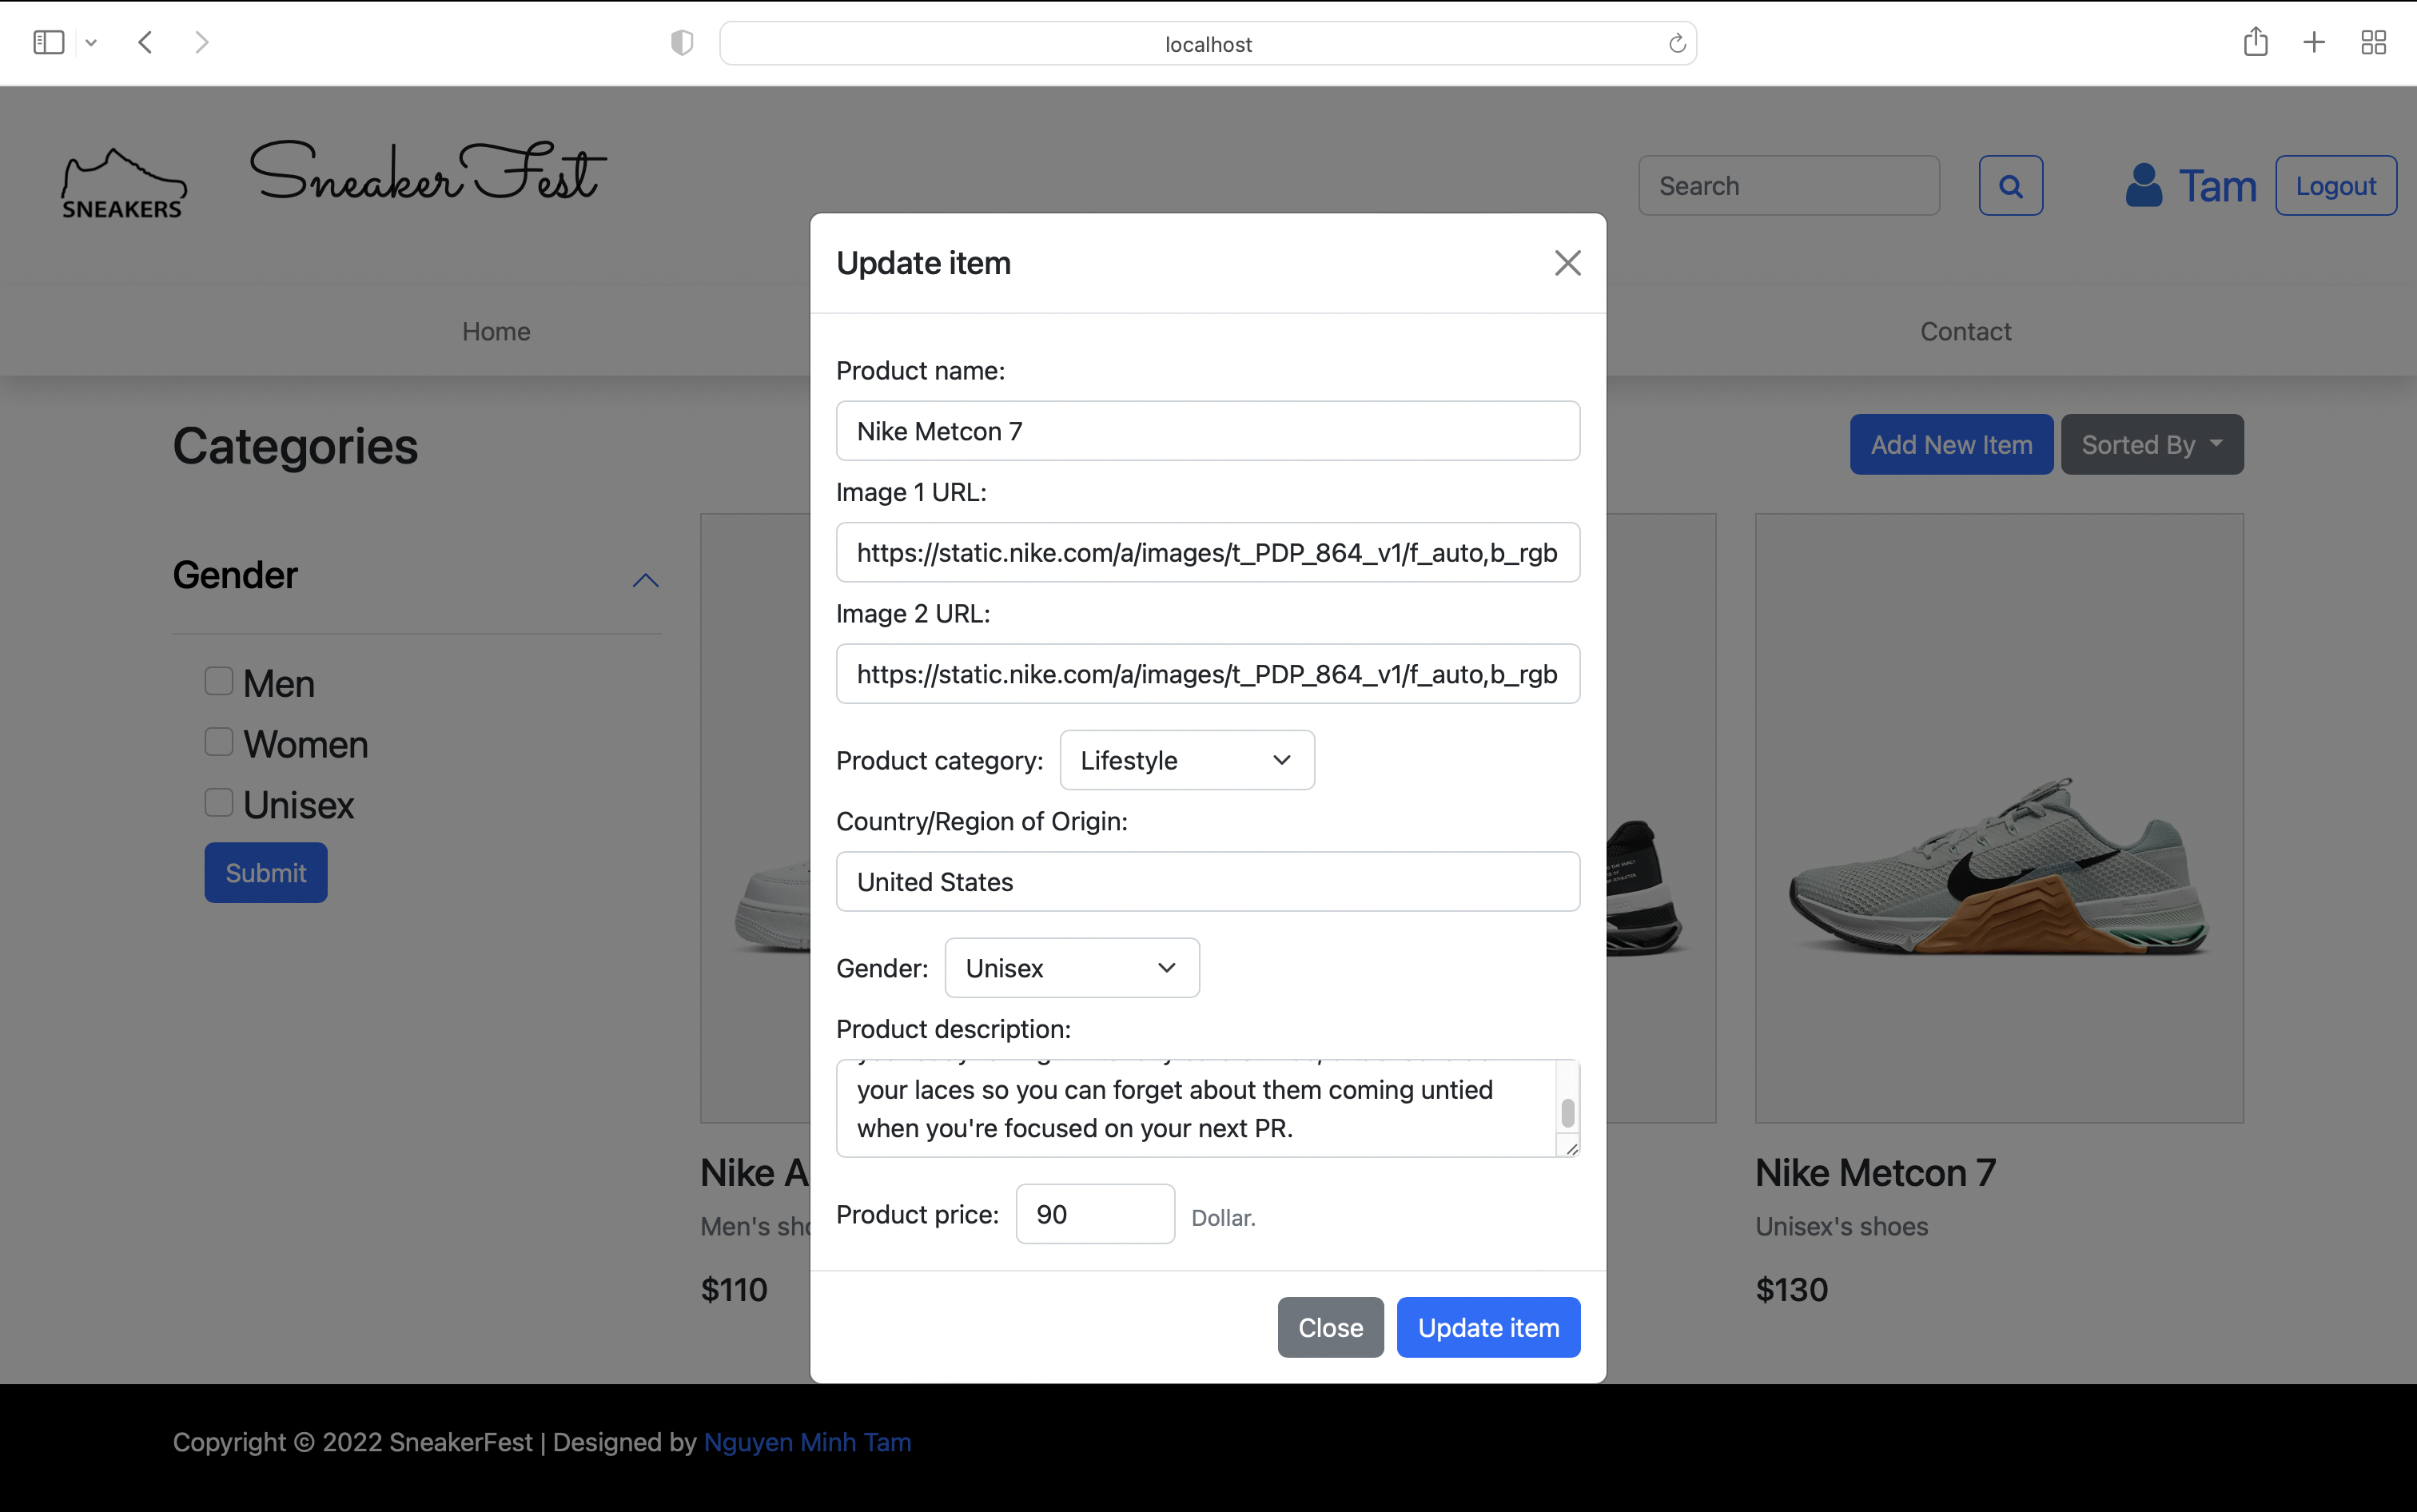 localhost
SNEAKERS
SneakerFest
Search
Tam
Logout
Home
Contact
Update item
Product name:
Nike Metcon 7
Image 1 URL:
https://static.nike.com/a/images/t_PDP_864_v1/f_auto,b_rgb
Image 2 URL:
https://static.nike.com/a/images/t_PDP_864_v1/f_auto,b_rgb
Product category:
Lifestyle
Country/Region of Origin:
United States
Gender:
Unisex
Product description:
your laces so you can forget about them coming untied
when you're focused on your next PR.
Product price:
90
Dollar.
Close
Update item
Categories
Add New Item
Sorted By
Gender
Men
Women
Unisex
Submit
Nike A
Men's sh
$110
Nike Metcon 7
Unisex's shoes
$130
Copyright © 2022 SneakerFest | Designed by Nguyen Minh Tam